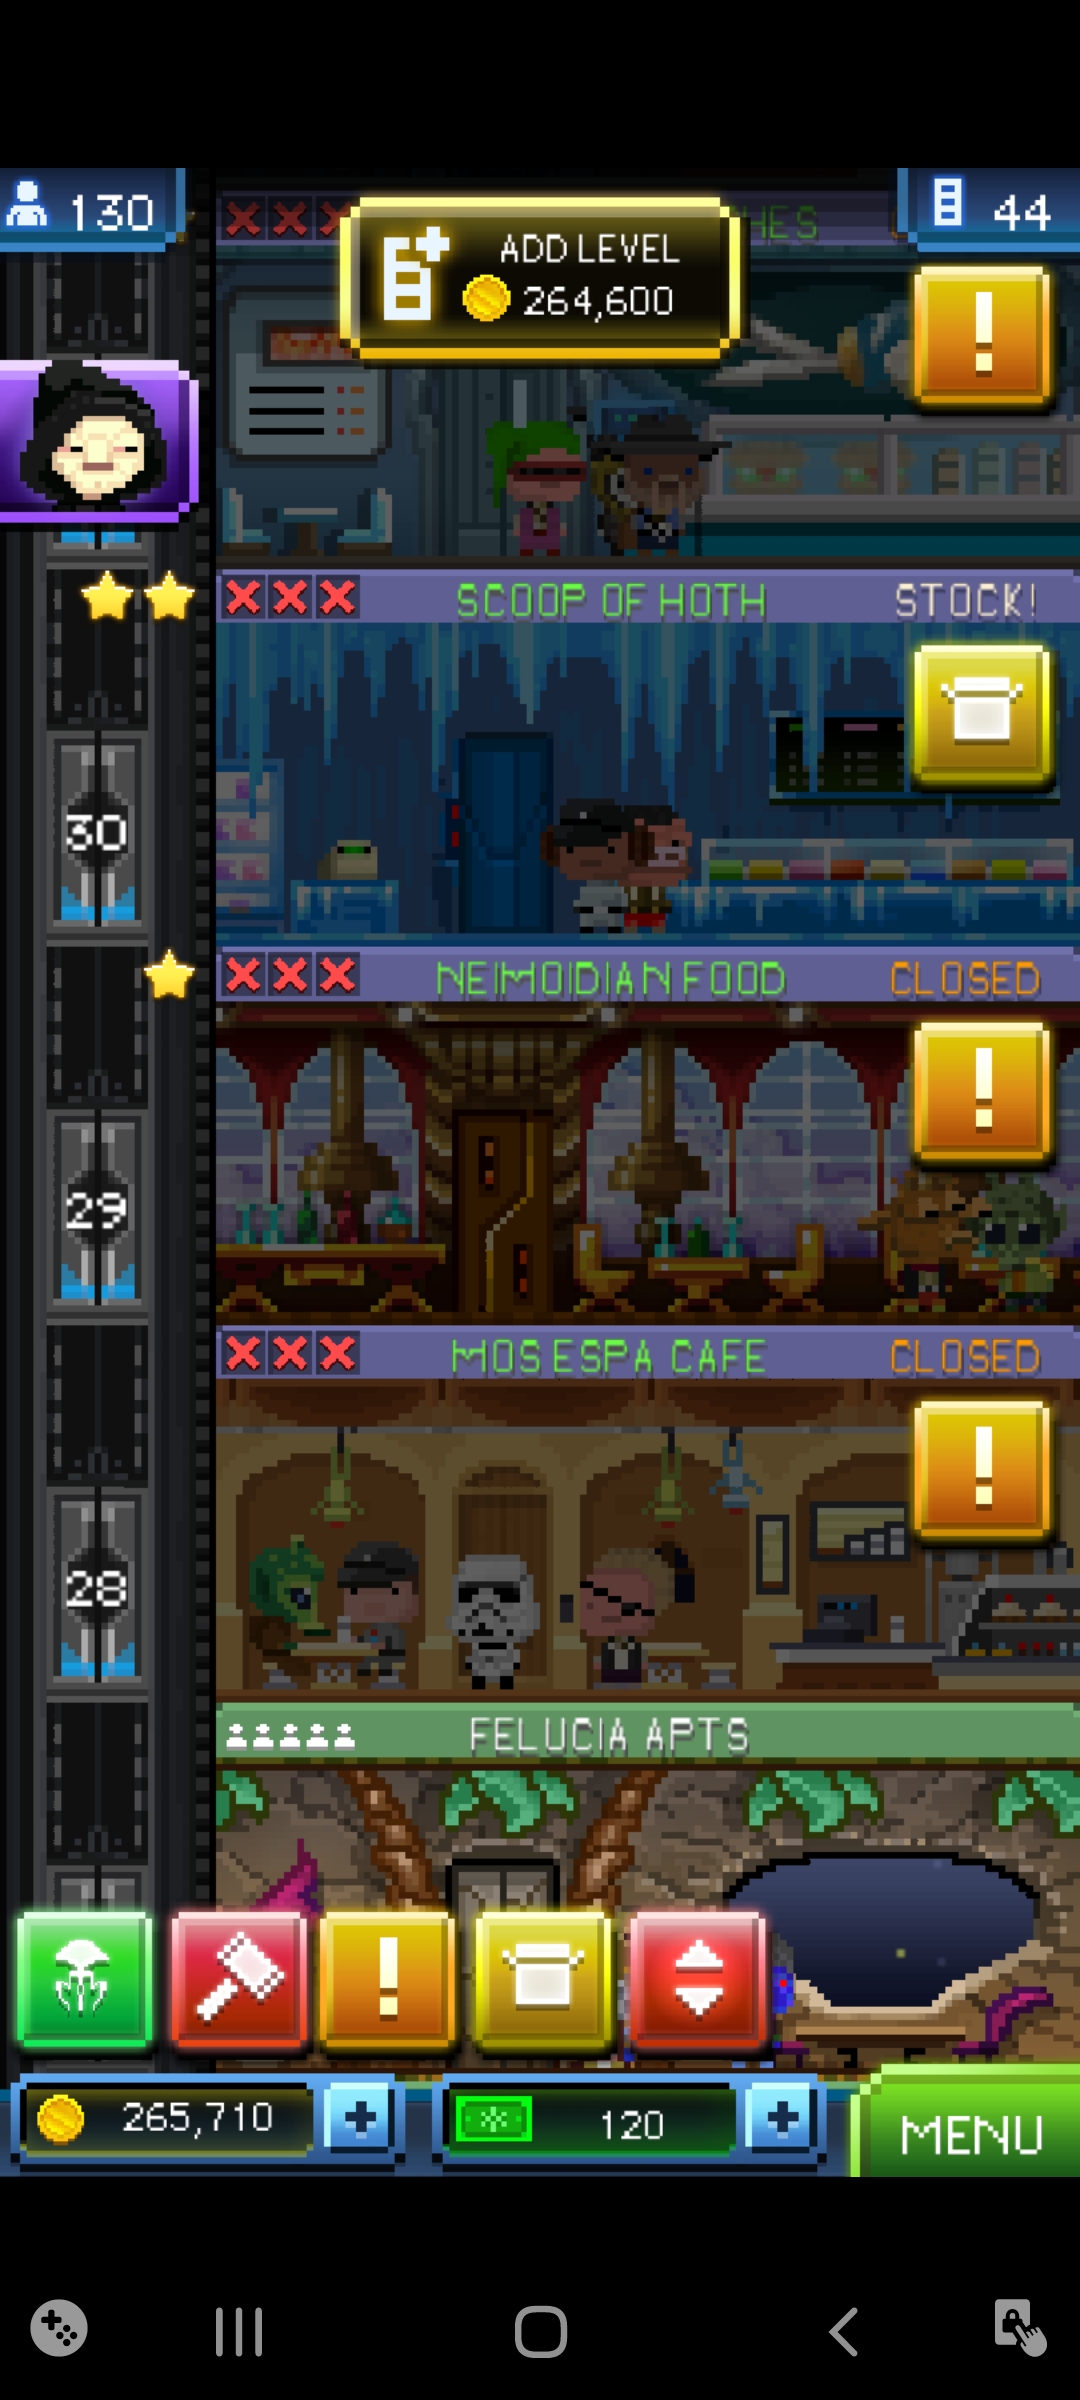 130
44
ADD LEVEL
264,600
SCOOP OF HOTH STOCK!
30
NEIMOIDIAN FOOD CLOSED
29
MOS ESPA CAFE CLOSED
28
FELUCIA APTS
265,710
120
MENU